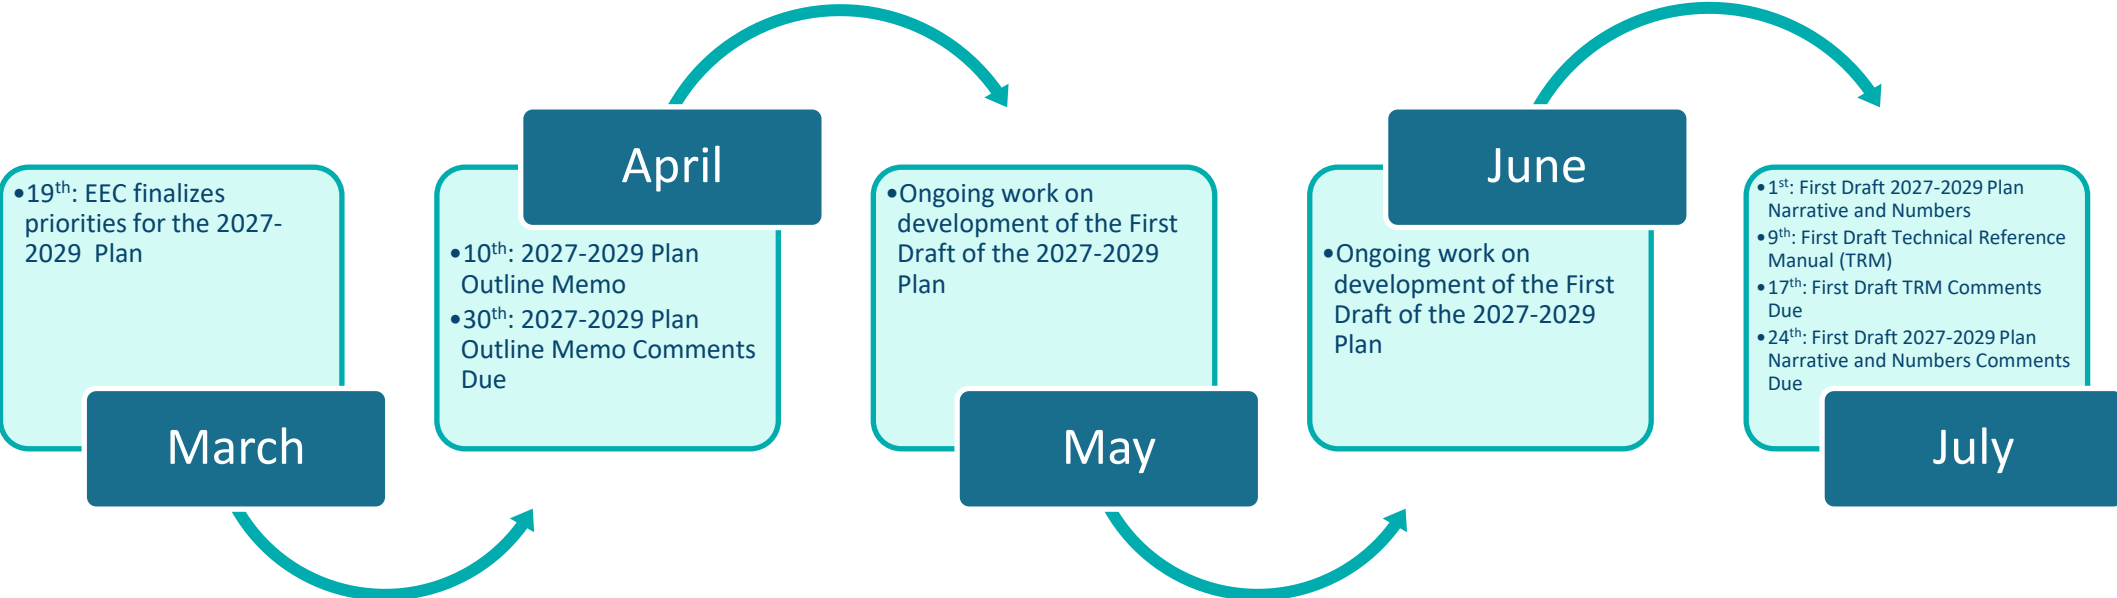 •19th: EEC finalizes
priorities for the 2027-
2029  Plan
March
April
•10th: 2027-2029 Plan
Outline Memo
•30th: 2027-2029 Plan
Outline Memo Comments
Due
•Ongoing work on
development of the First
Draft of the 2027-2029
Plan
May
June
•Ongoing work on
development of the First
Draft of the 2027-2029
Plan
•1st: First Draft 2027-2029 Plan
Narrative and Numbers
•9th: First Draft Technical Reference
Manual (TRM)
•17th: First Draft TRM Comments
Due
•24th: First Draft 2027-2029 Plan
Narrative and Numbers Comments
Due
July